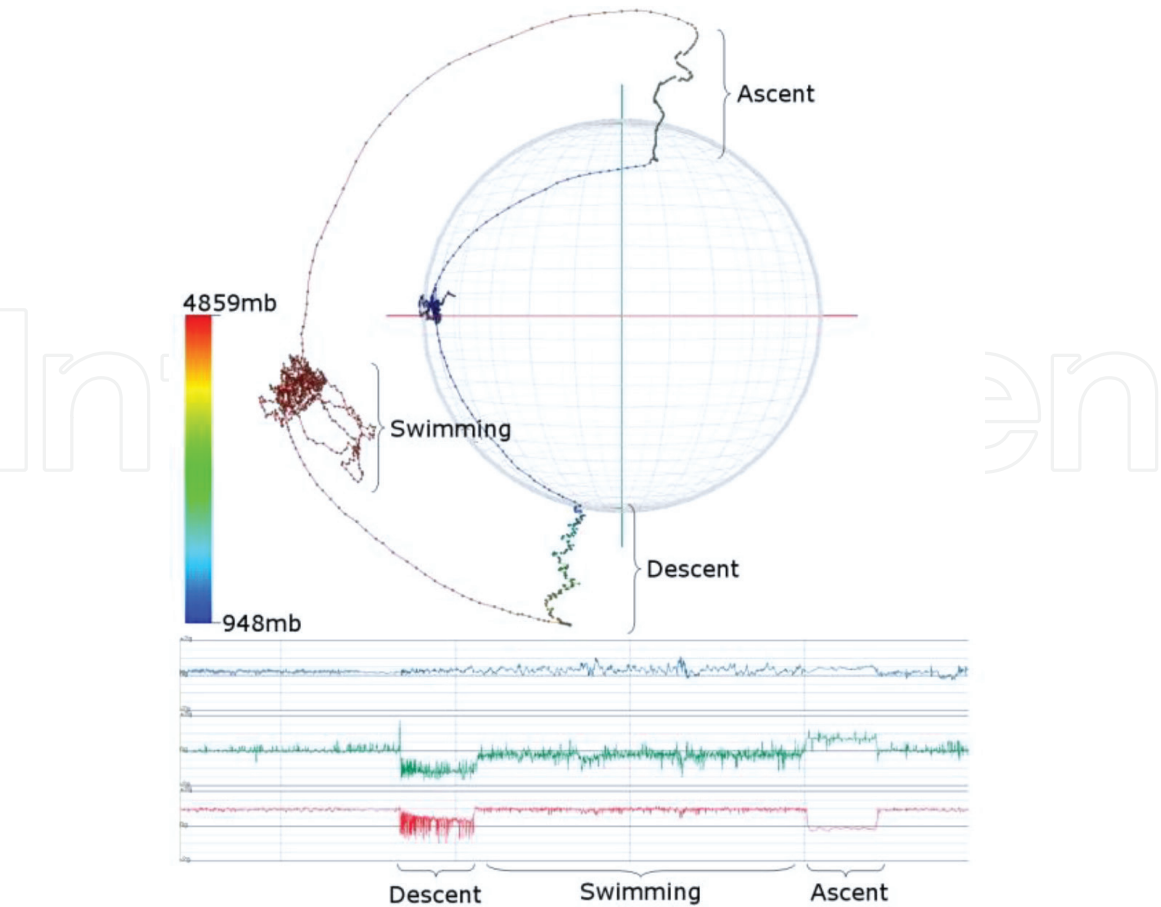 Ascent
4859mb
Swimming
Descent
948mb
Descent Swimming Ascent